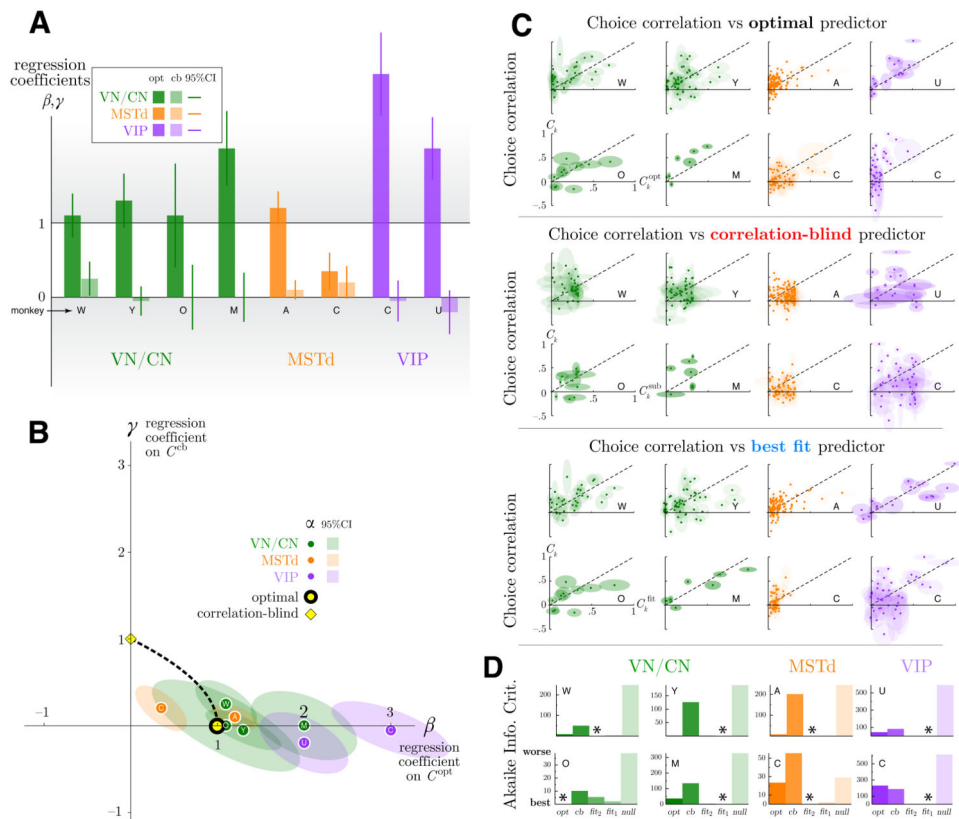 A
regression
coefficients
β,γ
opt cb 95%CI
VN/CN
MSTd
VIP
1
0
monkey
W Y O M A C C U
VN/CN MSTd VIP
B
γ regression
coefficient
on C^cb
3
α 95%CI
VN/CN
MSTd
VIP
optimal
correlation-blind
2
1
C W A O Y M U C
-1 1 2 3 β
regression
coefficient
on C^opt
-1
C
Choice correlation vs optimal predictor
Choice correlation
W Y A U
C_k
1
.5
0
-.5
O C_k^opt .5 1 M C C
Choice correlation vs correlation-blind predictor
Choice correlation
W Y A U
C_k
1
.5
0
-.5
O C_k^sub .5 1 M C C
Choice correlation vs best fit predictor
Choice correlation
W Y A U
C_k
1
.5
0
-.5
O C_k^fit .5 1 M C C
D
VN/CN MSTd VIP
Akaike Info. Crit.
W Y A U
200 150 200 500
100 100 100 300
50 100
* * * *
worse
best
O M C C
30 300 50 500
20 200 40 300
10 100 30 100
0 0 20 0
10
0
* * * *
opt cb fit₂ fit₁ null opt cb fit₂ fit₁ null opt cb fit₂ fit₁ null opt cb fit₂ fit₁ null